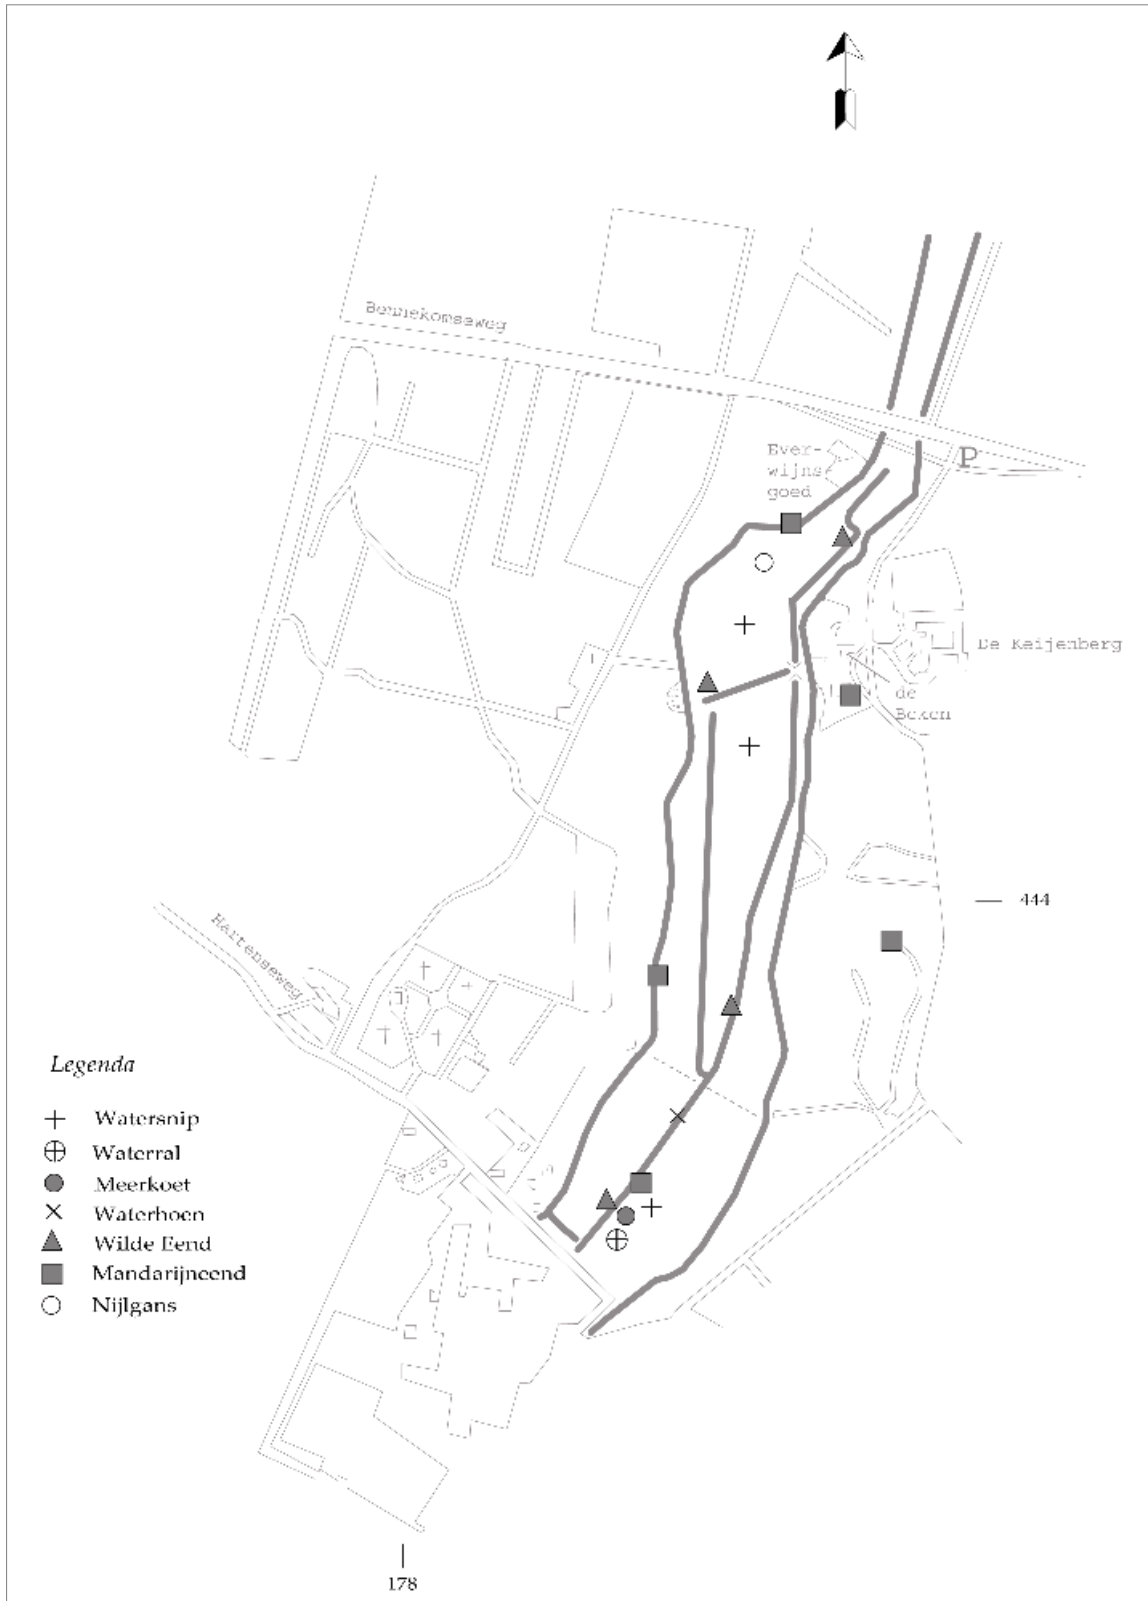 Bennekomseweg
Ever-
wijns-
goed
P
De Keijenberg
de
Beken
444
Hartenseweg
Legenda
Watersnip
Waterral
Meerkoet
Waterhoen
Wilde Eend
Mandarijneend
Nijlgans
178